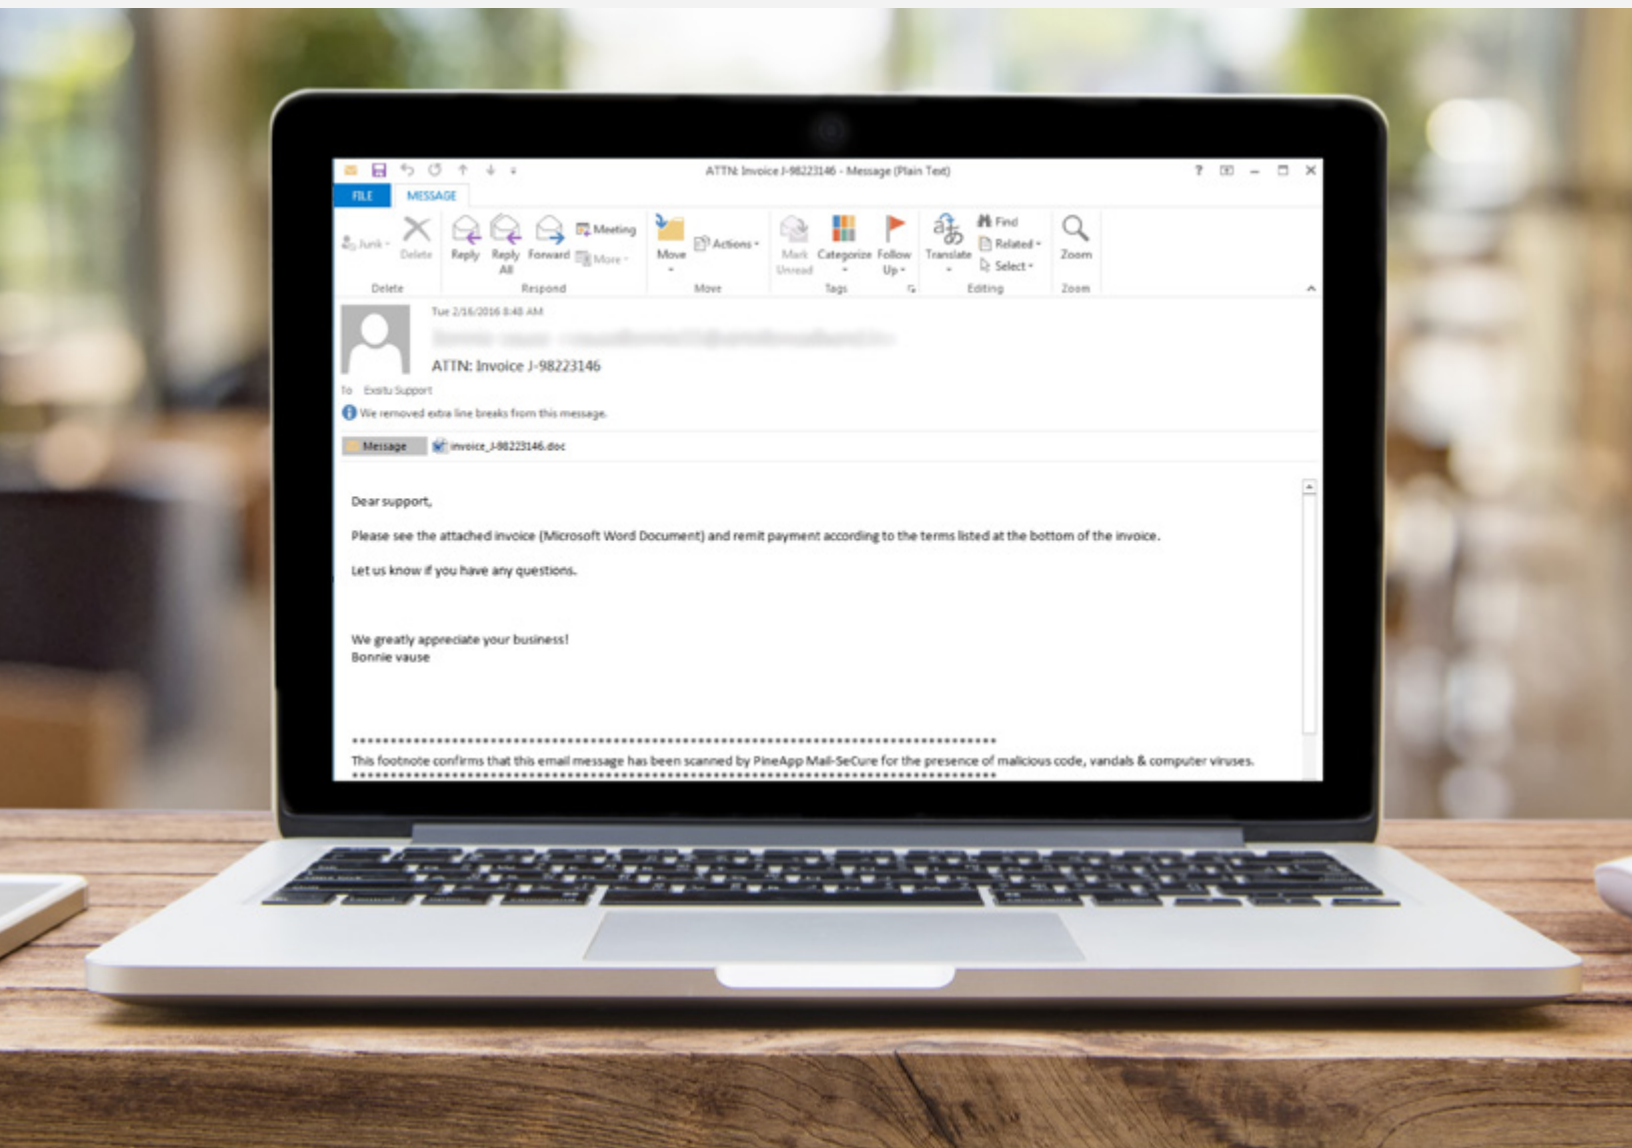 ATTN: Invoice J-98223146 - Message (Plain Text)
FILE MESSAGE
Junk
Delete
Reply
Reply All
Forward
Meeting
More
Move
Actions
Mark Unread
Categorize
Follow Up
Translate
Find
Related
Select
Zoom
Delete Respond Move Tags Editing Zoom
Tue 2/16/2016 8:48 AM
ATTN: Invoice J-98223146
To Exsitu Support
We removed extra line breaks from this message.
Message invoice_J-98223146.doc
Dear support,
Please see the attached invoice (Microsoft Word Document) and remit payment according to the terms listed at the bottom of the invoice.
Let us know if you have any questions.
We greatly appreciate your business!
Bonnie vause
This footnote confirms that this email message has been scanned by PineApp Mail-SeCure for the presence of malicious code, vandals & computer viruses.